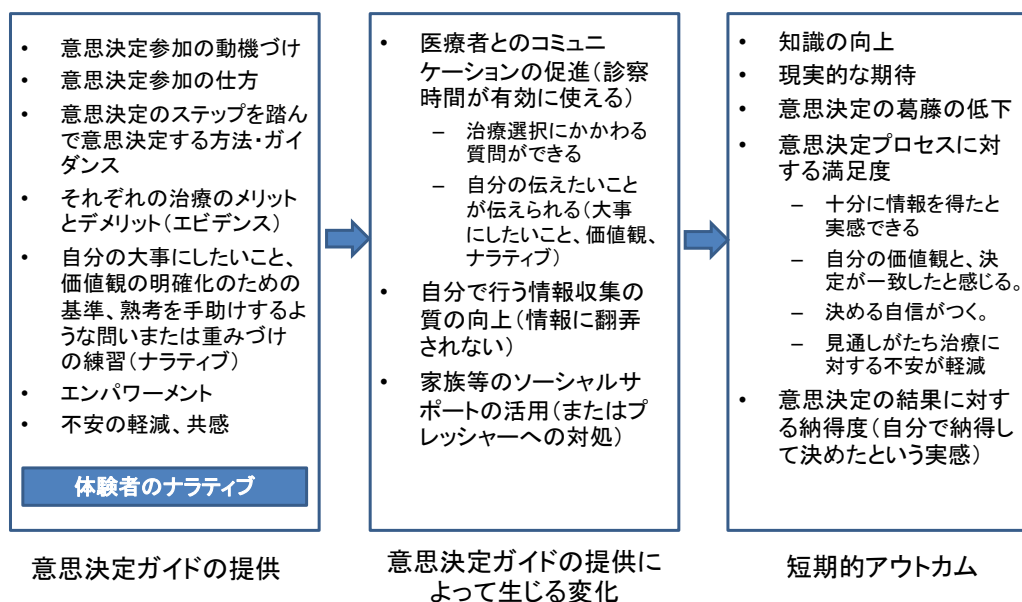 • 意思決定参加の動機づけ
• 意思決定参加の仕方
• 意思決定のステップを踏ん
で意思決定する方法・ガイ
ダンス
• それぞれの治療のメリット
とデメリット(エビデンス)
• 自分の大事にしたいこと、
価値観の明確化のための
基準、熟考を手助けするよ
うな問いまたは重みづけ
の練習(ナラティブ)
• エンパワーメント
• 不安の軽減、共感
体験者のナラティブ
意思決定ガイドの提供
• 医療者とのコミュニ
ケーションの促進(診察
時間が有効に使える)
– 治療選択にかかわる
質問ができる
– 自分の伝えたいこと
が伝えられる(大事
にしたいこと、価値観、
ナラティブ)
• 自分で行う情報収集の
質の向上(情報に翻弄
されない)
• 家族等のソーシャルサ
ポートの活用(またはプ
レッシャーへの対処)
意思決定ガイドの提供に
よって生じる変化
• 知識の向上
• 現実的な期待
• 意思決定の葛藤の低下
• 意思決定プロセスに対
する満足度
– 十分に情報を得たと
実感できる
– 自分の価値観と、決
定が一致したと感じる。
– 決める自信がつく。
– 見通しがたち治療に
対する不安が軽減
• 意思決定の結果に対す
る納得度(自分で納得し
て決めたという実感)
短期的アウトカム